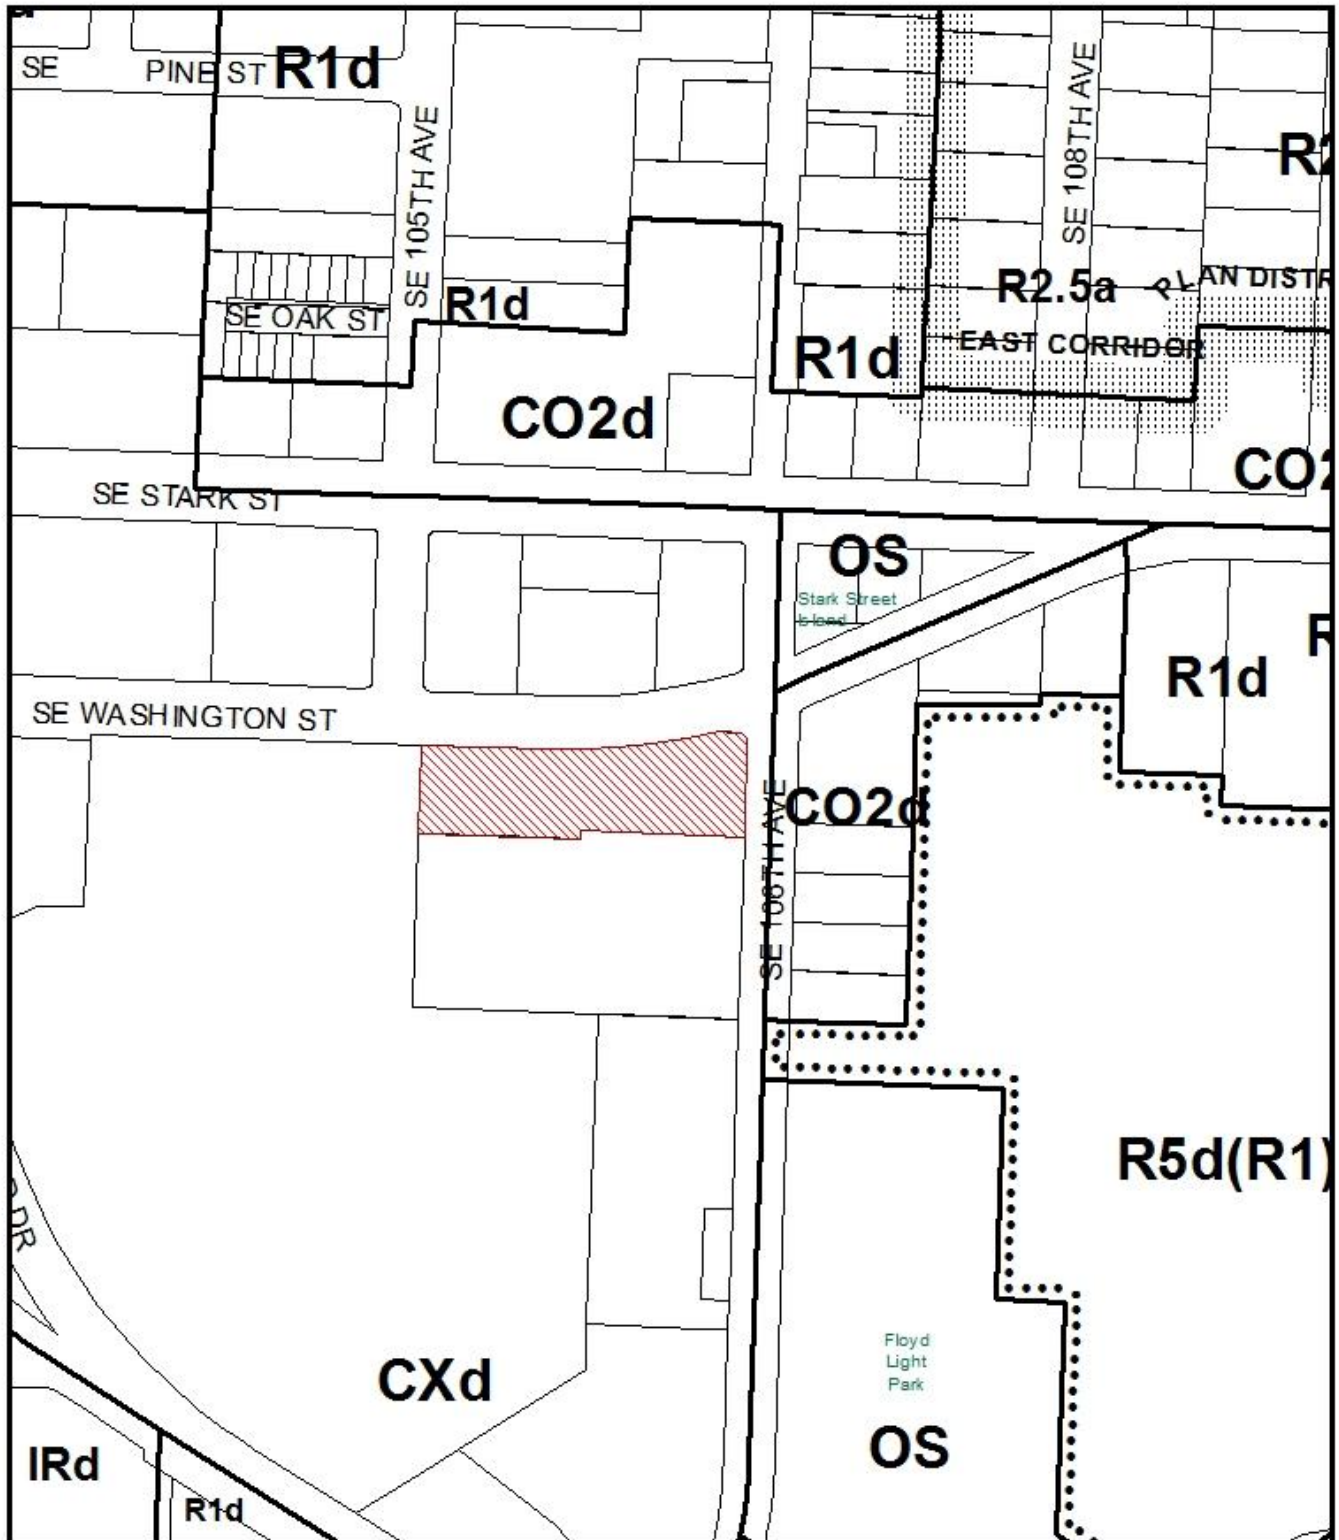 SE PINE ST R1d
SE 105TH AVE
SE 108TH AVE
R2.5a
PLAN DISTR
SE OAK ST
R1d
EAST CORRIDOR
R1d
CO2d
SE STARK ST
OS
Stark Street
Island
R1d
SE WASHINGTON ST
CO2d
SE 106TH AVE
R5d(R1)
Floyd
Light
Park
CXd
OS
IRd
R1d
DR